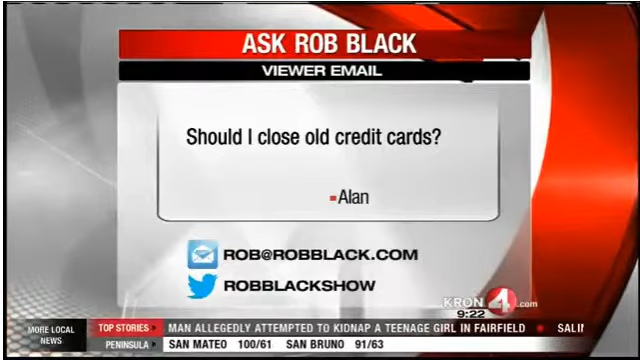 ASK ROB BLACK
VIEWER EMAIL
Should I close old credit cards?
-Alan
ROB@ROBBLACK.COM
ROBBLACKSHOW
KRON 4 .com
9:22
MORE LOCAL
NEWS
TOP STORIES
MAN ALLEGEDLY ATTEMPTED TO KIDNAP A TEENAGE GIRL IN FAIRFIELD
PENINSULA
SAN MATEO 100/61 SAN BRUNO 91/63